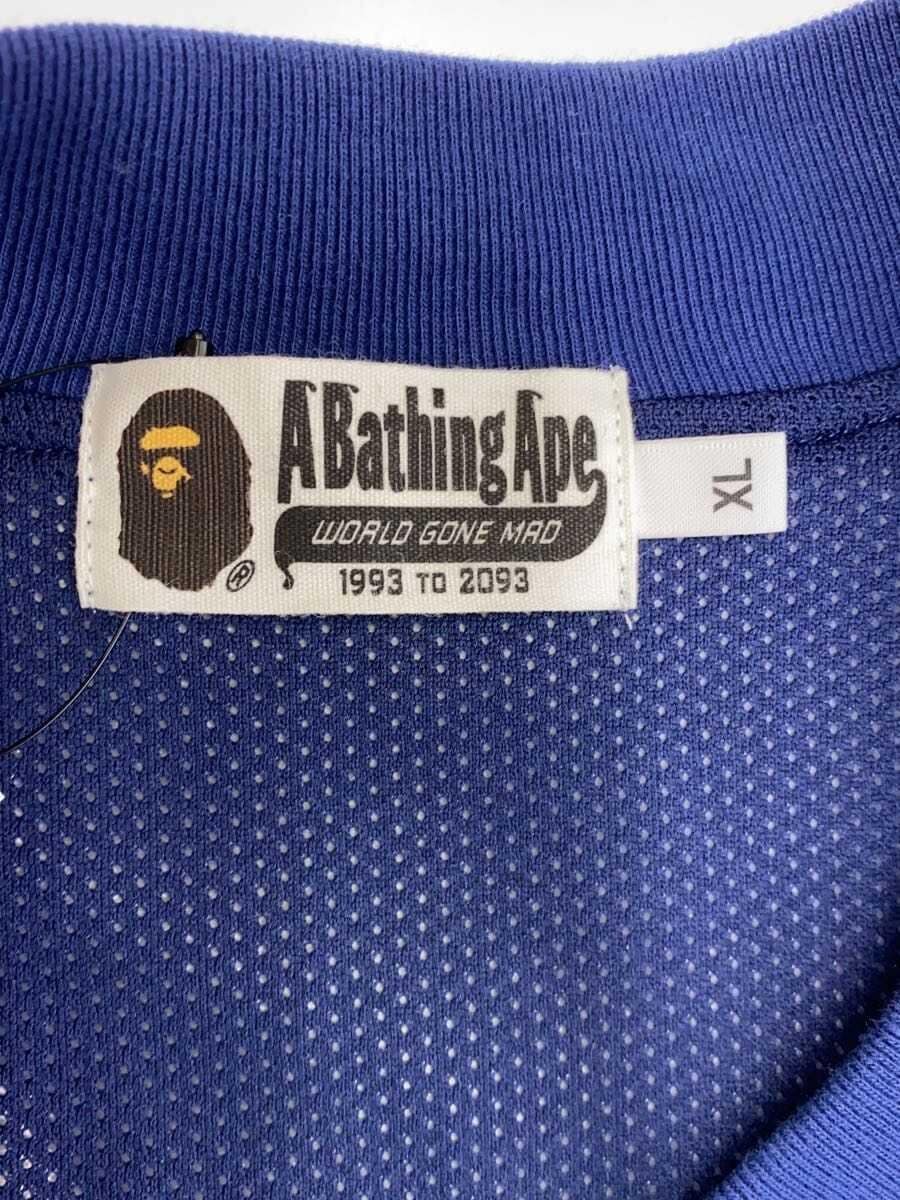 A Bathing Ape
WORLD GONE MAD
1993 TO 2093
®
XL